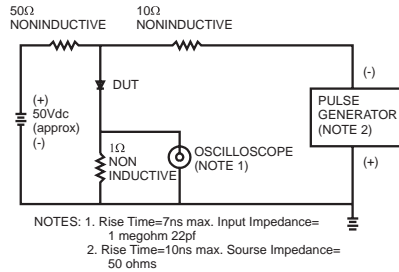 50Ω
NONINDUCTIVE
10Ω
NONINDUCTIVE
(+)
50Vdc
(approx)
(-)
DUT
1Ω
NON
INDUCTIVE
OSCILLOSCOPE
(NOTE 1)
(-)
PULSE
GENERATOR
(NOTE 2)
(+)
NOTES: 1. Rise Time=7ns max. Input Impedance=
1 megohm 22pf
2. Rise Time=10ns max. Sourse Impedance=
50 ohms